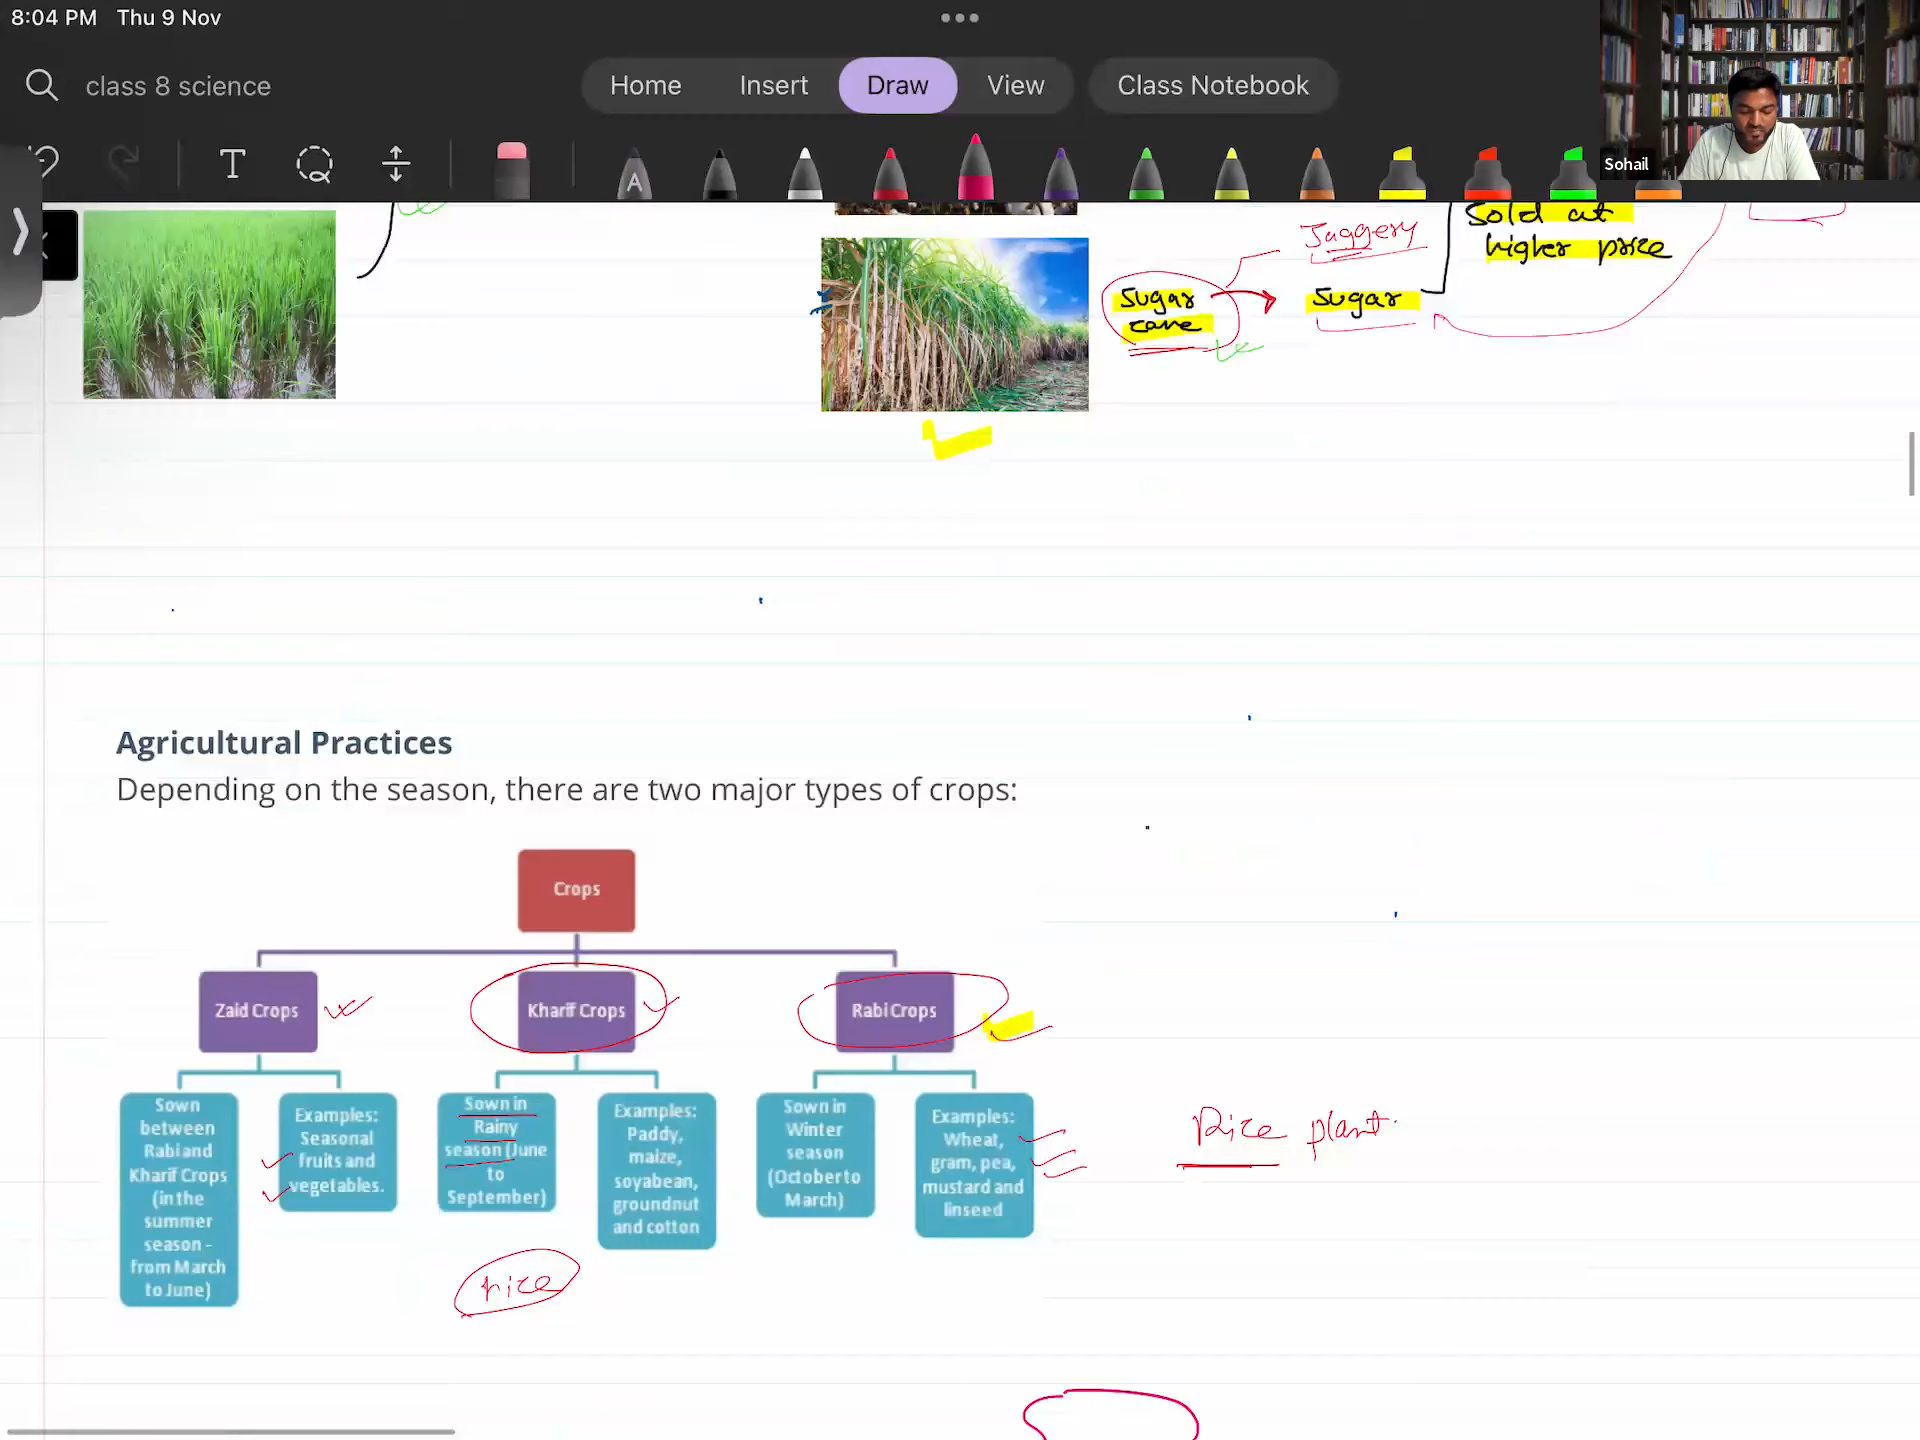 8:04 PM Thu 9 Nov
class 8 science
Home Insert Draw View Class Notebook
T
A
Sohail
Sold at
higher price
Jaggery
Sugar
cane
Sugar
Agricultural Practices
Depending on the season, there are two major types of crops:
Crops
Zaid Crops
Kharif Crops
Rabi Crops
Sown
between
Rabi and
Kharif Crops
(in the
summer
season -
from March
to June)
Examples:
Seasonal
fruits and
vegetables.
Sown in
Rainy
season (June
to
September)
Examples:
Paddy,
maize,
soyabean,
groundnut
and cotton
Sown in
Winter
season
(October to
March)
Examples:
Wheat,
gram, pea,
mustard and
linseed
Rice plant
rice